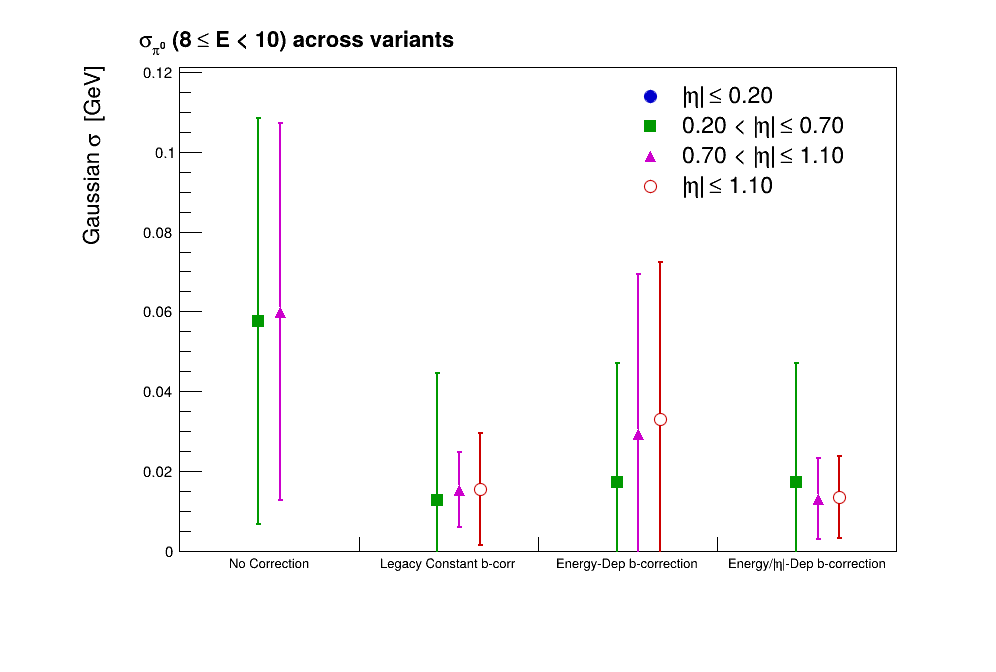 σπ⁰ (8 ≤ E < 10) across variants
Gaussian σ [GeV]
0.12
0.1
0.08
0.06
0.04
0.02
0
|η| ≤ 0.20
0.20 < |η| ≤ 0.70
0.70 < |η| ≤ 1.10
|η| ≤ 1.10
No Correction
Legacy Constant b-corr
Energy-Dep b-correction
Energy/|η|-Dep b-correction